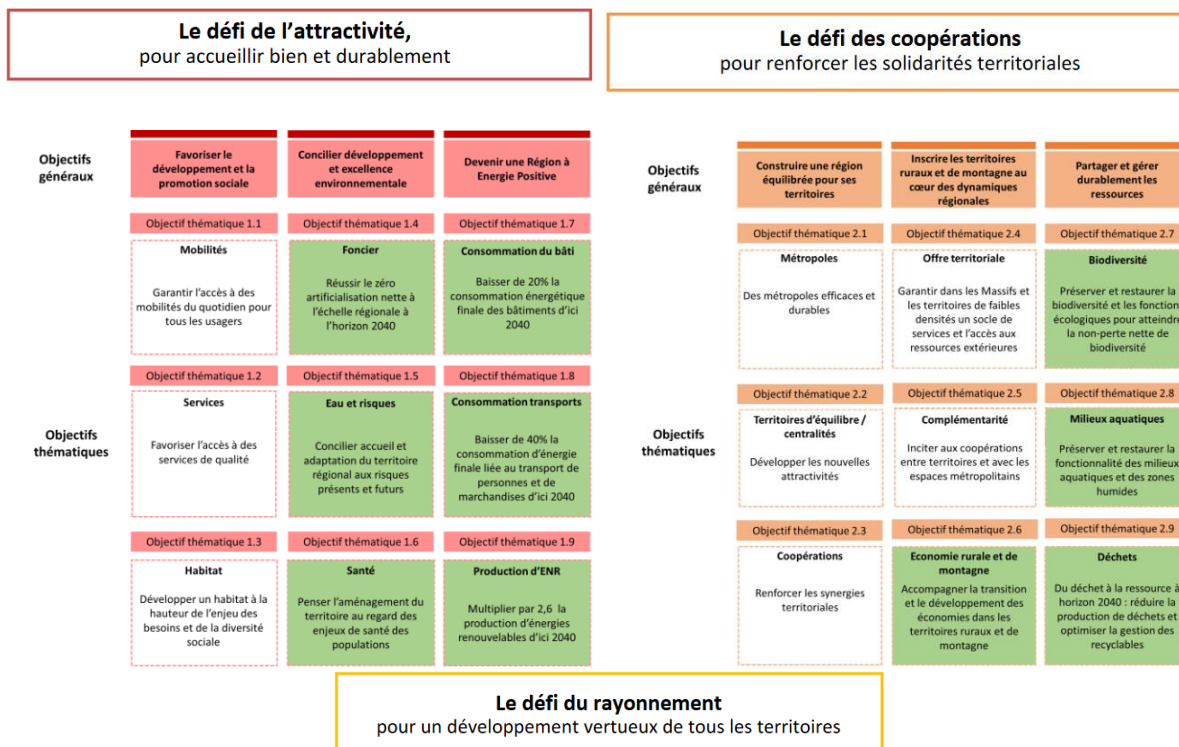 Le défi de l’attractivité,
pour accueillir bien et durablement
Le défi des coopérations
pour renforcer les solidarités territoriales
Objectifs
généraux
Favoriser le
développement et la
promotion sociale
Concilier développement
et excellence
environnementale
Devenir une Région à
Energie Positive
Objectif thématique 1.1
Objectif thématique 1.4
Objectif thématique 1.7
Mobilités
Garantir l’accès à des
mobilités du quotidien pour
tous les usagers
Foncier
Réussir le zéro
artificialisation nette à
l’échelle régionale à
l’horizon 2040
Consommation du bâti
Baisser de 20% la
consommation énergétique
finale des bâtiments d’ici
2040
Objectifs
thématiques
Objectif thématique 1.2
Objectif thématique 1.5
Objectif thématique 1.8
Services
Favoriser l’accès à des
services de qualité
Eau et risques
Concilier accueil et
adaptation du territoire
régional aux risques
présents et futurs
Consommation transports
Baisser de 40% la
consommation d’énergie
finale liée au transport de
personnes et de
marchandises d’ici 2040
Objectif thématique 1.3
Objectif thématique 1.6
Objectif thématique 1.9
Habitat
Développer un habitat à la
hauteur de l’enjeu des
besoins et de la diversité
sociale
Santé
Penser l’aménagement du
territoire au regard des
enjeux de santé des
populations
Production d’ENR
Multiplier par 2,6 la
production d’énergies
renouvelables d’ici 2040
Objectifs
généraux
Construire une région
équilibrée pour ses
territoires
Inscrire les territoires
ruraux et de montagne au
cœur des dynamiques
régionales
Partager et gérer
durablement les
ressources
Objectif thématique 2.1
Objectif thématique 2.4
Objectif thématique 2.7
Métropoles
Des métropoles efficaces et
durables
Offre territoriale
Garantir dans les Massifs et
les territoires de faibles
densités un socle de
services et l’accès aux
ressources extérieures
Biodiversité
Préserver et restaurer la
biodiversité et les fonction
écologiques pour atteindre
la non-perte nette de
biodiversité
Objectifs
thématiques
Objectif thématique 2.2
Objectif thématique 2.5
Objectif thématique 2.8
Territoires d’équilibre /
centralités
Développer les nouvelles
attractivités
Complémentarité
Inciter aux coopérations
entre territoires et avec les
espaces métropolitains
Milieux aquatiques
Préserver et restaurer la
fonctionnalité des milieux
aquatiques et des zones
humides
Objectif thématique 2.3
Objectif thématique 2.6
Objectif thématique 2.9
Coopérations
Renforcer les synergies
territoriales
Economie rurale et de
montagne
Accompagner la transition
et le développement des
économies dans les
territoires ruraux et de
montagne
Déchets
Du déchet à la ressource à
horizon 2040 : réduire la
production de déchets et
optimiser la gestion des
recyclables
Le défi du rayonnement
pour un développement vertueux de tous les territoires